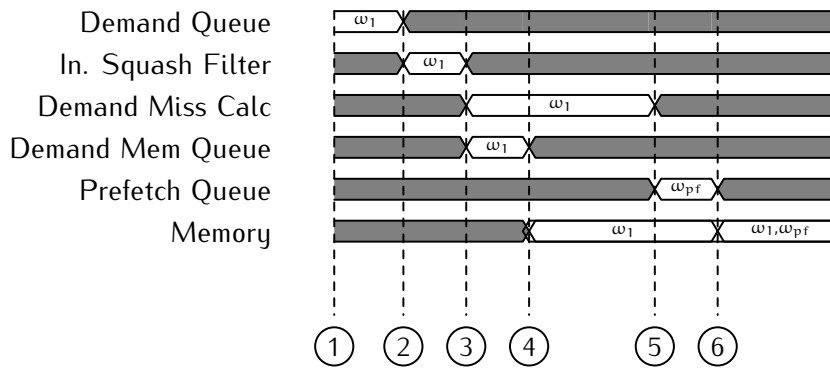 Demand Queue ω₁
In. Squash Filter ω₁
Demand Miss Calc ω₁
Demand Mem Queue ω₁
Prefetch Queue ωₚf
Memory ω₁ ω₁,ωₚf
1 2 3 4 5 6